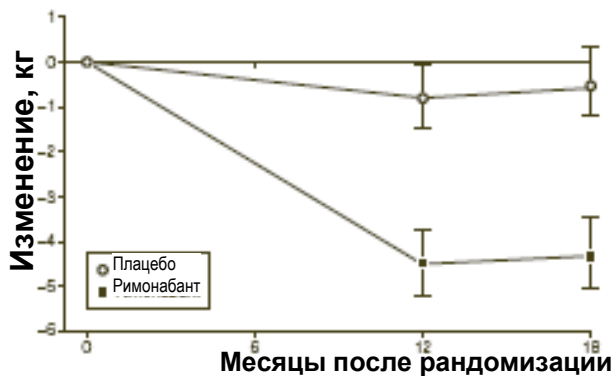 1
0
-1
-2
-3
-4
-5
-6
Изменение, кг
Плацебо
Римонабант
0 6 12 18
Месяцы после рандомизации